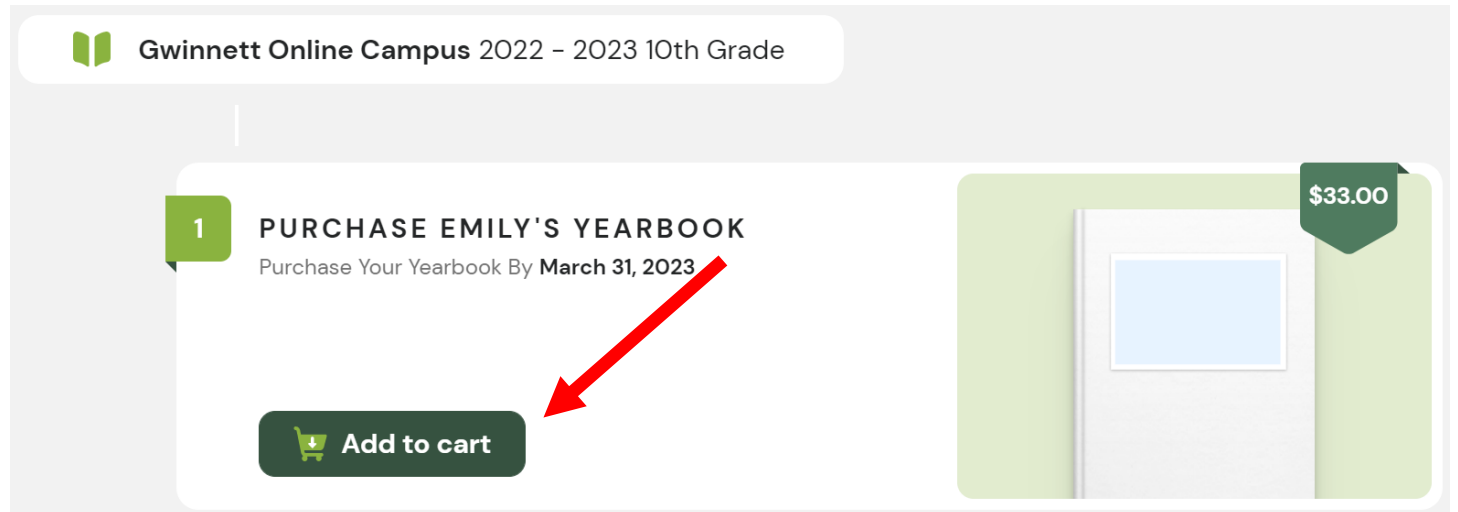 Gwinnett Online Campus 2022 - 2023 10th Grade
$33.00
1
PURCHASE EMILY'S YEARBOOK
Purchase Your Yearbook By March 31, 2023
Add to cart